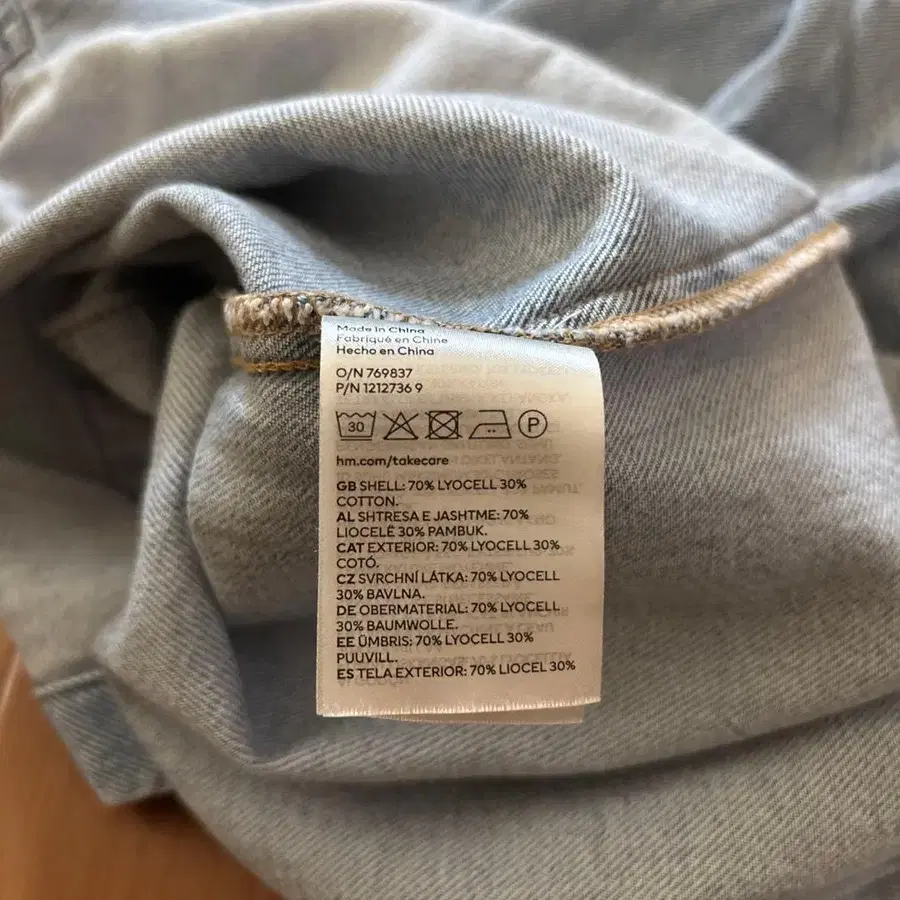 Made in China
Fabriqué en Chine
Hecho en China
O/N 769837
P/N 1212736 9
30 P
hm.com/takecare
GB SHELL: 70% LYOCELL 30%
COTTON.
AL SHTRESA E JASHTME: 70%
LIOCELË 30% PAMBUK.
CAT EXTERIOR: 70% LYOCELL 30%
COTÓ.
CZ SVRCHNÍ LÁTKA: 70% LYOCELL
30% BAVLNA.
DE OBERMATERIAL: 70% LYOCELL
30% BAUMWOLLE.
EE ÜMBRIS: 70% LYOCELL 30%
PUUVILL.
ES TELA EXTERIOR: 70% LIOCEL 30%